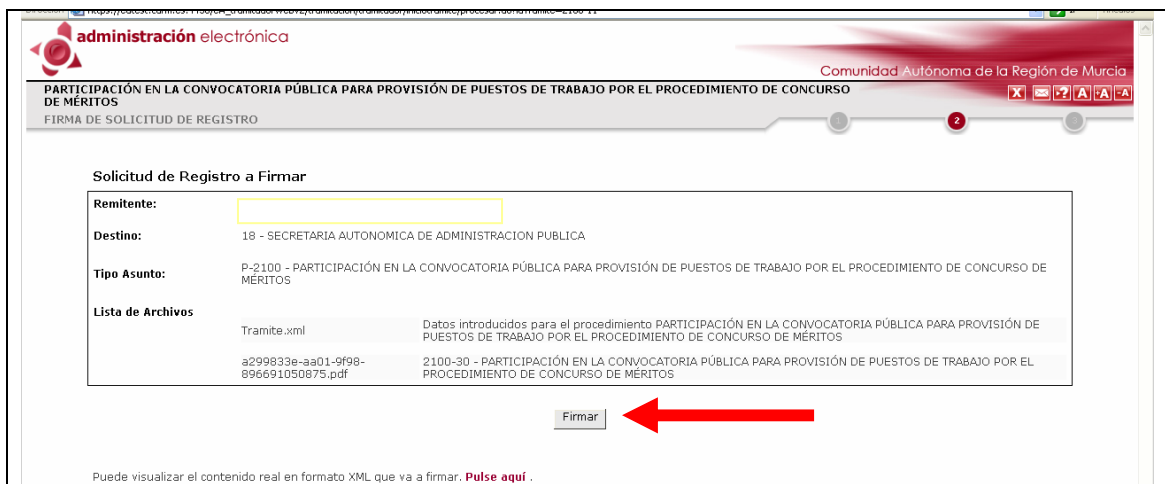 administración electrónica
Comunidad Autónoma de la Región de Murcia
PARTICIPACIÓN EN LA CONVOCATORIA PÚBLICA PARA PROVISIÓN DE PUESTOS DE TRABAJO POR EL PROCEDIMIENTO DE CONCURSO
DE MÉRITOS
X ? A +A -A
FIRMA DE SOLICITUD DE REGISTRO
2
Solicitud de Registro a Firmar
Remitente:
Destino: 18 - SECRETARIA AUTONOMICA DE ADMINISTRACION PUBLICA
Tipo Asunto: P-2100 - PARTICIPACIÓN EN LA CONVOCATORIA PÚBLICA PARA PROVISIÓN DE PUESTOS DE TRABAJO POR EL PROCEDIMIENTO DE CONCURSO DE
MÉRITOS
Lista de Archivos
Tramite.xml Datos introducidos para el procedimiento PARTICIPACIÓN EN LA CONVOCATORIA PÚBLICA PARA PROVISIÓN DE
PUESTOS DE TRABAJO POR EL PROCEDIMIENTO DE CONCURSO DE MÉRITOS
a299833e-aa01-9f98- 2100-30 - PARTICIPACIÓN EN LA CONVOCATORIA PÚBLICA PARA PROVISIÓN DE PUESTOS DE TRABAJO POR EL
896691050875.pdf PROCEDIMIENTO DE CONCURSO DE MÉRITOS
Firmar
Puede visualizar el contenido real en formato XML que va a firmar. Pulse aquí .